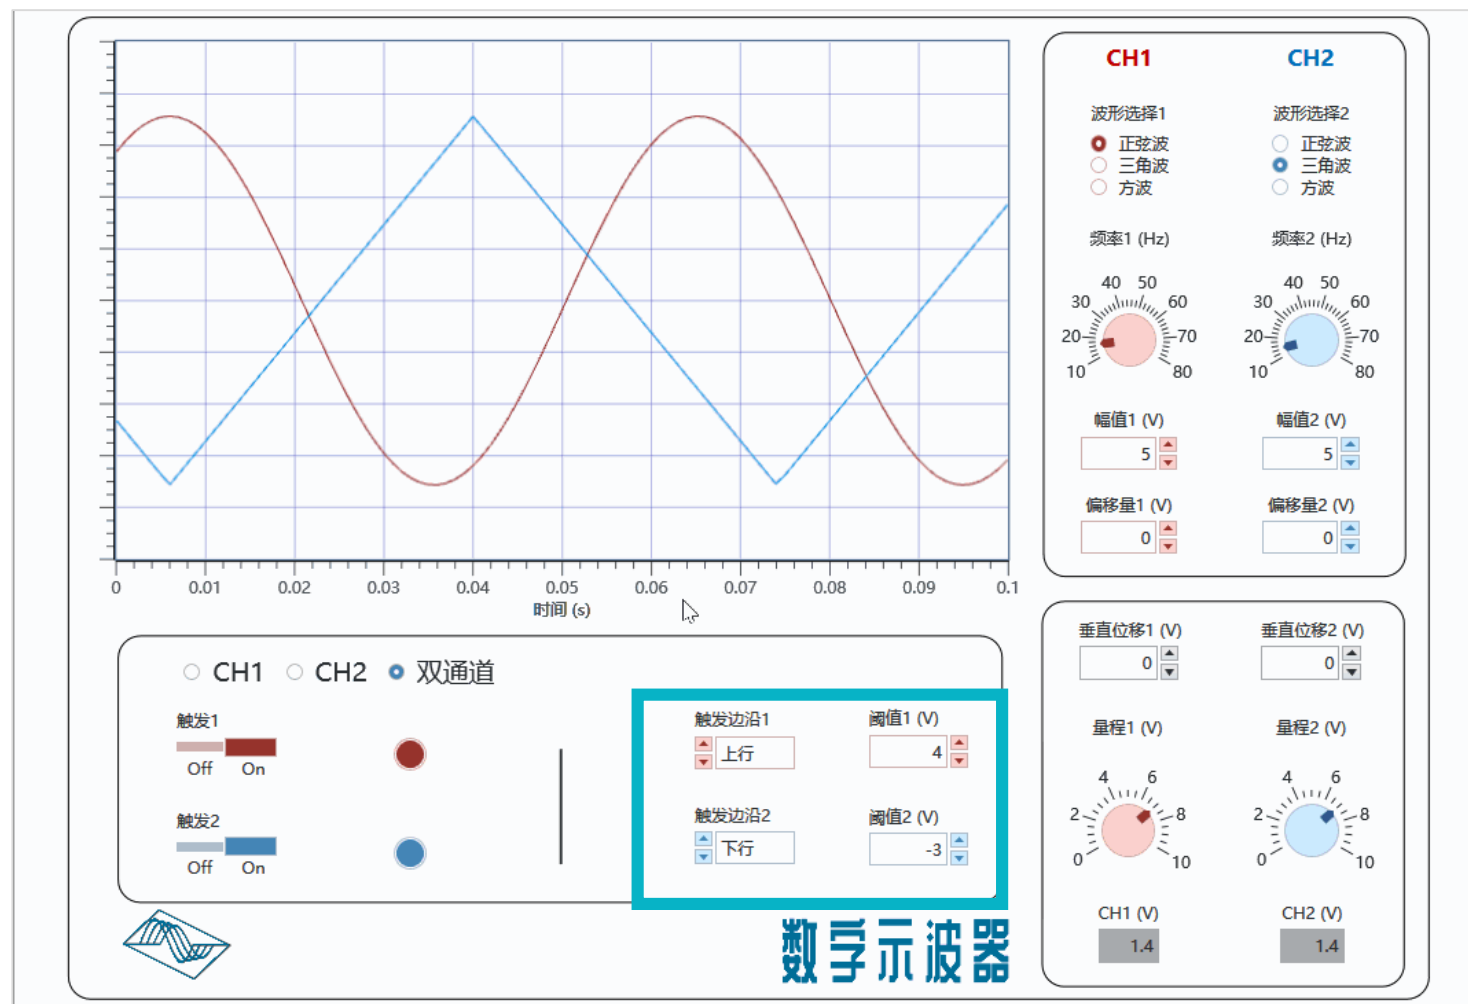 CH1 CH2
波形选择1 波形选择2
正弦波 正弦波
三角波 三角波
方波 方波
频率1 (Hz) 频率2 (Hz)
40 50 40 50
30 60 30 60
20 70 20 70
10 80 10 80
幅值1 (V) 幅值2 (V)
5 5
偏移量1 (V) 偏移量2 (V)
0 0
0 0.01 0.02 0.03 0.04 0.05 0.06 0.07 0.08 0.09 0.1
时间 (s)
CH1 CH2 双通道
触发1
Off On
触发2
Off On
触发边沿1 阈值1 (V)
上行 4
触发边沿2 阈值2 (V)
下行 -3
数字示波器
垂直位移1 (V) 垂直位移2 (V)
0 0
量程1 (V) 量程2 (V)
4 6 4 6
2 8 2 8
0 10 0 10
CH1 (V) CH2 (V)
1.4 1.4